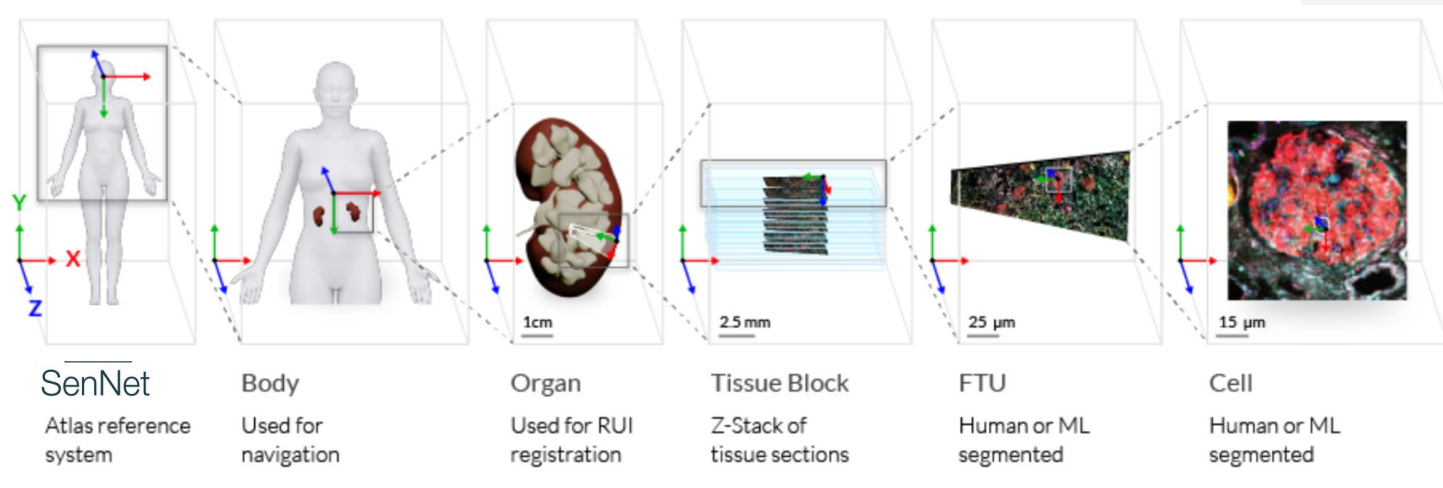 Y
X
Z
1cm
2.5 mm
25 µm
15 µm
SenNet
Atlas reference
system
Body
Used for
navigation
Organ
Used for RUI
registration
Tissue Block
Z-Stack of
tissue sections
FTU
Human or ML
segmented
Cell
Human or ML
segmented